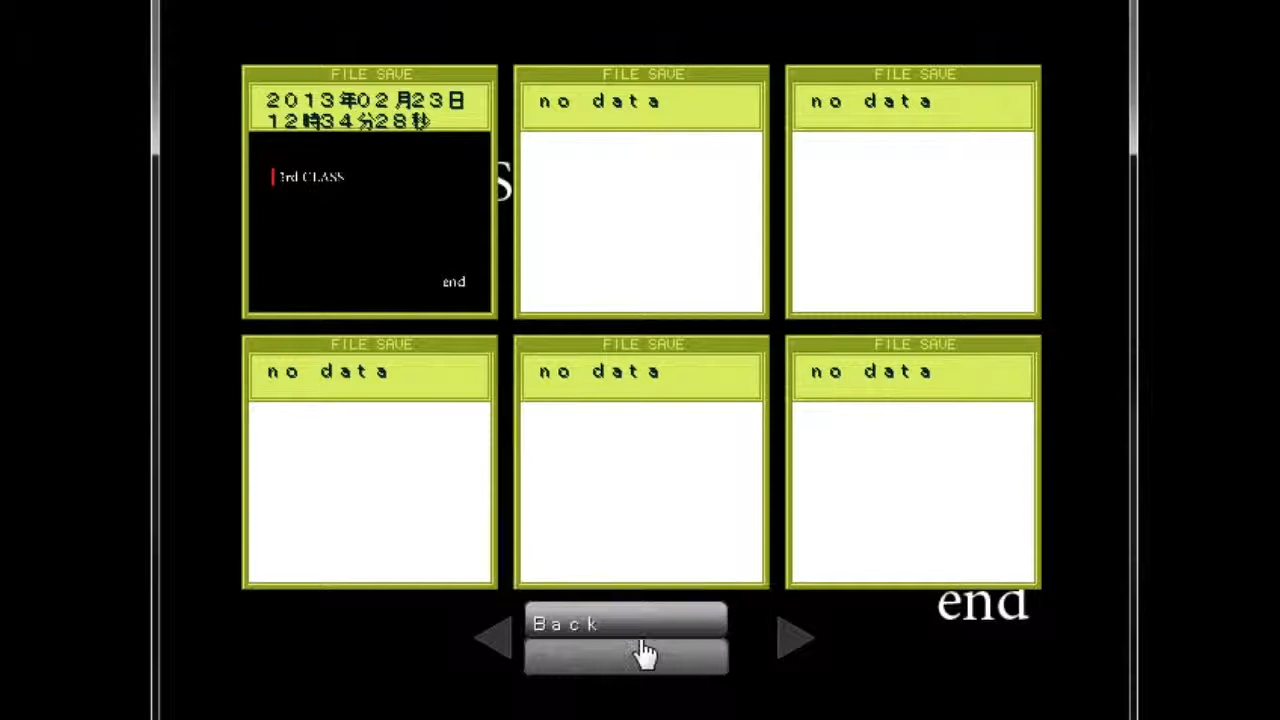 FILE SAVE
2013年02月23日
12時34分28秒
3rd CLASS
end
FILE SAVE
no data
FILE SAVE
no data
S
FILE SAVE
no data
FILE SAVE
no data
FILE SAVE
no data
end
Back